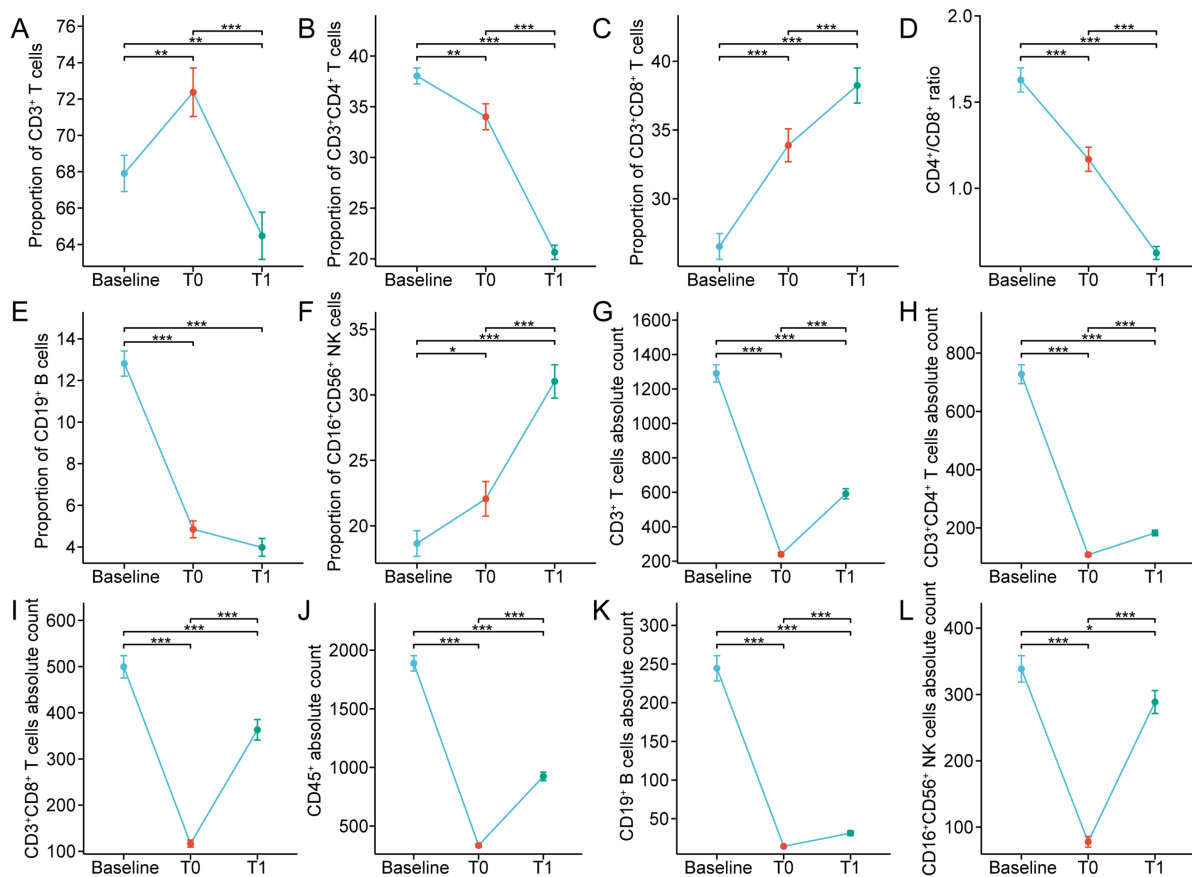 A
Proportion of CD3⁺ T cells
76
74
72
70
68
66
64
***
**
**
Baseline
T0
T1
B
Proportion of CD3⁺CD4⁺ T cells
40
35
30
25
20
***
***
**
Baseline
T0
T1
C
Proportion of CD3⁺CD8⁺ T cells
40
35
30
***
***
***
Baseline
T0
T1
D
CD4⁺/CD8⁺ ratio
2.0
1.5
1.0
***
***
***
Baseline
T0
T1
E
Proportion of CD19⁺ B cells
14
12
10
8
6
4
***
***
Baseline
T0
T1
F
Proportion of CD16⁺CD56⁺ NK cells
35
30
25
20
***
***
*
Baseline
T0
T1
G
CD3⁺ T cells absolute count
1600
1400
1200
1000
800
600
400
200
***
***
***
Baseline
T0
T1
H
CD3⁺CD4⁺ T cells absolute count
800
600
400
200
***
***
***
Baseline
T0
T1
I
CD3⁺CD8⁺ T cells absolute count
600
500
400
300
200
100
***
***
***
Baseline
T0
T1
J
CD45⁺ absolute count
2000
1500
1000
500
***
***
***
Baseline
T0
T1
K
CD19⁺ B cells absolute count
300
250
200
150
100
50
***
***
***
Baseline
T0
T1
L
CD16⁺CD56⁺ NK cells absolute count
400
300
200
100
***
*
***
Baseline
T0
T1